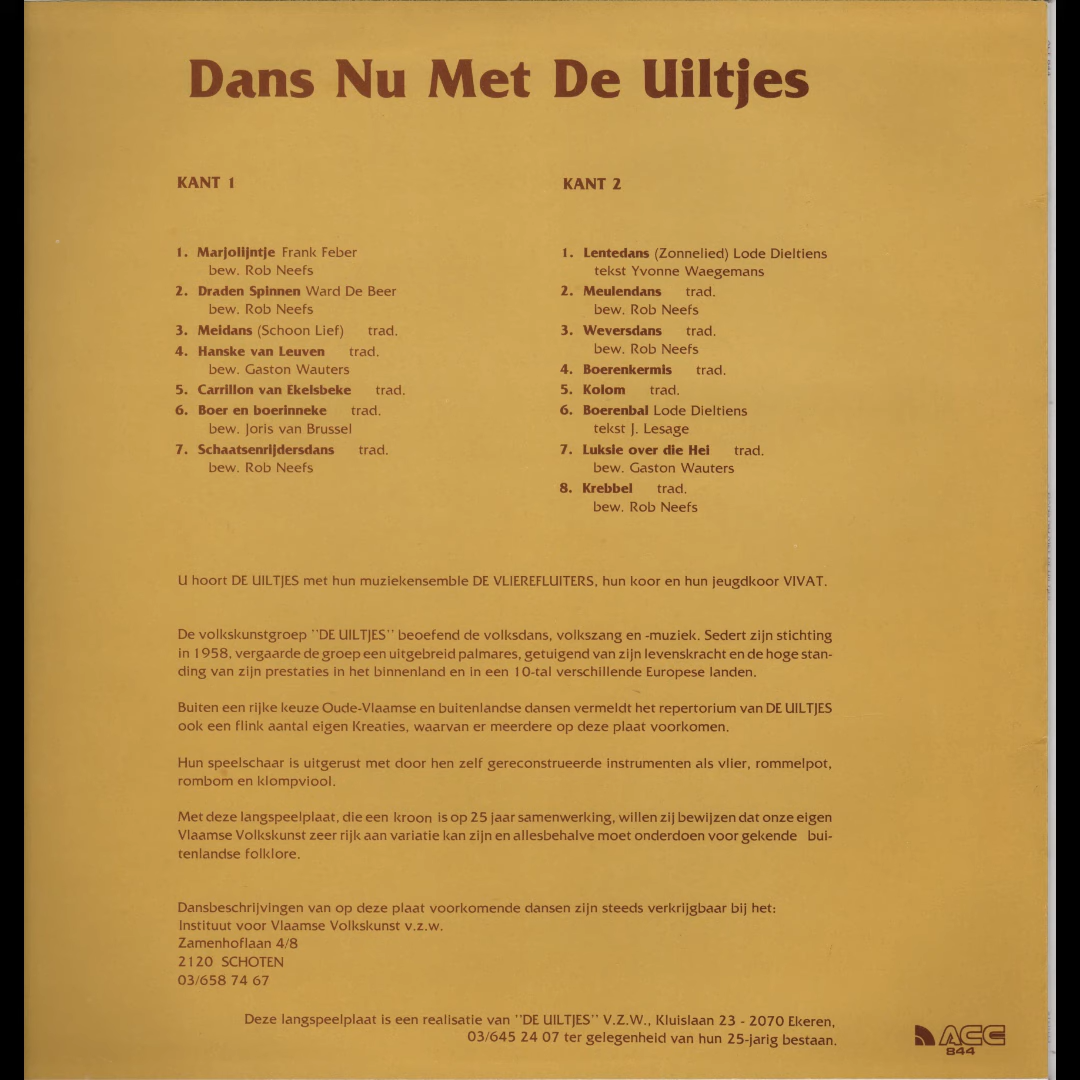 Dans Nu Met De Uiltjes
KANT 1
1. Marjolijntje Frank Feber
bew. Rob Neefs
2. Draden Spinnen Ward De Beer
bew. Rob Neefs
3. Meidans (Schoon Lief) trad.
4. Hanske van Leuven trad.
bew. Gaston Wauters
5. Carrillon van Ekelsbeke trad.
6. Boer en boerinneke trad.
bew. Joris van Brussel
7. Schaatsenrijdersdans trad.
bew. Rob Neefs
KANT 2
1. Lentedans (Zonnelied) Lode Dieltiens
tekst Yvonne Waegemans
2. Meulendans trad.
bew. Rob Neefs
3. Weversdans trad.
bew. Rob Neefs
4. Boerenkermis trad.
5. Kolom trad.
6. Boerenbal Lode Dieltiens
tekst J. Lesage
7. Luksie over die Hei trad.
bew. Gaston Wauters
8. Krebbel trad.
bew. Rob Neefs
U hoort DE UILTJES met hun muziekensemble DE VLIEREFLUITERS, hun koor en hun jeugdkoor VIVAT.
De volkskunstgroep ''DE UILTJES'' beoefend de volksdans, volkszang en -muziek. Sedert zijn stichting
in 1958, vergaarde de groep een uitgebreid palmares, getuigend van zijn levenskracht en de hoge stan-
ding van zijn prestaties in het binnenland en in een 10-tal verschillende Europese landen.
Buiten een rijke keuze Oude-Vlaamse en buitenlandse dansen vermeldt het repertorium van DE UILTJES
ook een flink aantal eigen Kreaties, waarvan er meerdere op deze plaat voorkomen.
Hun speelschaar is uitgerust met door hen zelf gereconstrueerde instrumenten als vlier, rommelpot,
rombom en klompviool.
Met deze langspeelplaat, die een kroon is op 25 jaar samenwerking, willen zij bewijzen dat onze eigen
Vlaamse Volkskunst zeer rijk aan variatie kan zijn en allesbehalve moet onderdoen voor gekende bui-
tenlandse folklore.
Dansbeschrijvingen van op deze plaat voorkomende dansen zijn steeds verkrijgbaar bij het:
Instituut voor Vlaamse Volkskunst v.z.w.
Zamenhoflaan 4/8
2120 SCHOTEN
03/658 74 67
Deze langspeelplaat is een realisatie van ''DE UILTJES'' V.Z.W., Kluislaan 23 - 2070 Ekeren,
03/645 24 07 ter gelegenheid van hun 25-jarig bestaan.
ACC
844